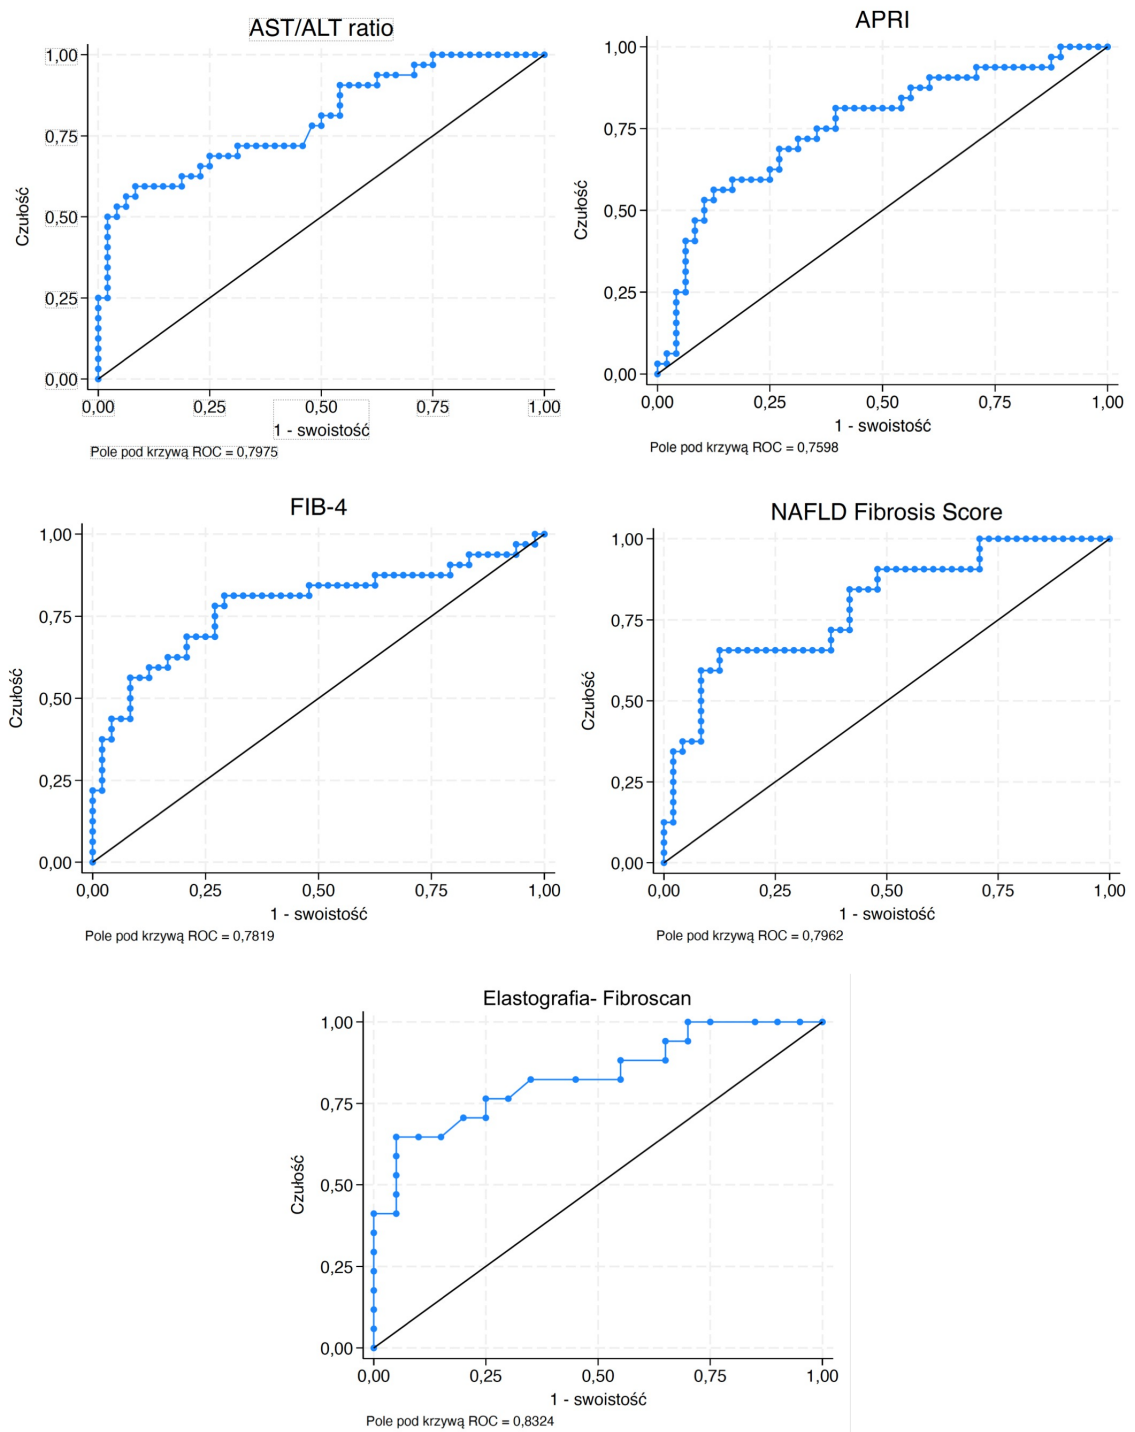 AST/ALT ratio
1,00
0,75
0,50
0,25
0,00
Czułość
0,00 0,25 0,50 0,75 1,00
1 - swoistość
Pole pod krzywą ROC = 0,7975
APRI
1,00
0,75
0,50
0,25
0,00
Czułość
0,00 0,25 0,50 0,75 1,00
1 - swoistość
Pole pod krzywą ROC = 0,7598
FIB-4
1,00
0,75
0,50
0,25
0,00
Czułość
0,00 0,25 0,50 0,75 1,00
1 - swoistość
Pole pod krzywą ROC = 0,7819
NAFLD Fibrosis Score
1,00
0,75
0,50
0,25
0,00
Czułość
0,00 0,25 0,50 0,75 1,00
1 - swoistość
Pole pod krzywą ROC = 0,7962
Elastografia- Fibroscan
1,00
0,75
0,50
0,25
0,00
Czułość
0,00 0,25 0,50 0,75 1,00
1 - swoistość
Pole pod krzywą ROC = 0,8324